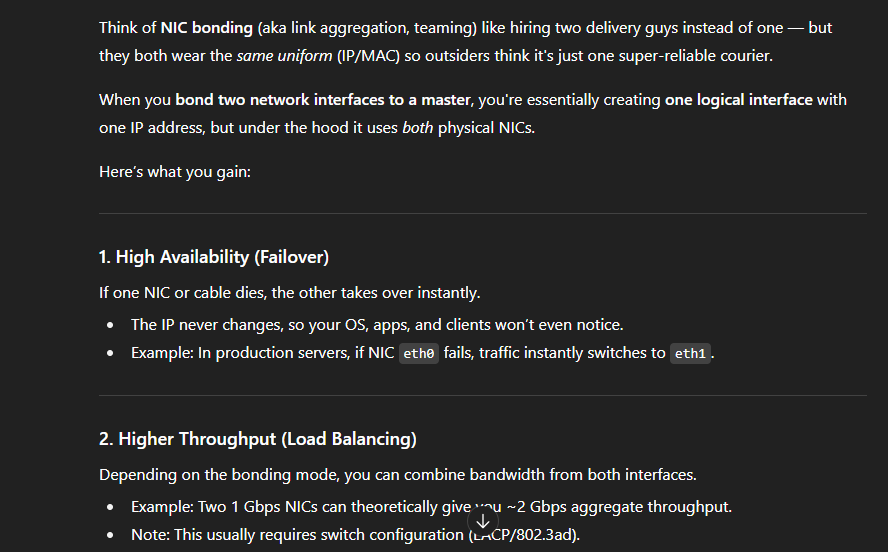 Think of NIC bonding (aka link aggregation, teaming) like hiring two delivery guys instead of one — but
they both wear the same uniform (IP/MAC) so outsiders think it's just one super-reliable courier.
When you bond two network interfaces to a master, you're essentially creating one logical interface with
one IP address, but under the hood it uses both physical NICs.
Here’s what you gain:
1. High Availability (Failover)
If one NIC or cable dies, the other takes over instantly.
• The IP never changes, so your OS, apps, and clients won’t even notice.
• Example: In production servers, if NIC eth0 fails, traffic instantly switches to eth1.
2. Higher Throughput (Load Balancing)
Depending on the bonding mode, you can combine bandwidth from both interfaces.
• Example: Two 1 Gbps NICs can theoretically give you ~2 Gbps aggregate throughput.
• Note: This usually requires switch configuration (LACP/802.3ad).